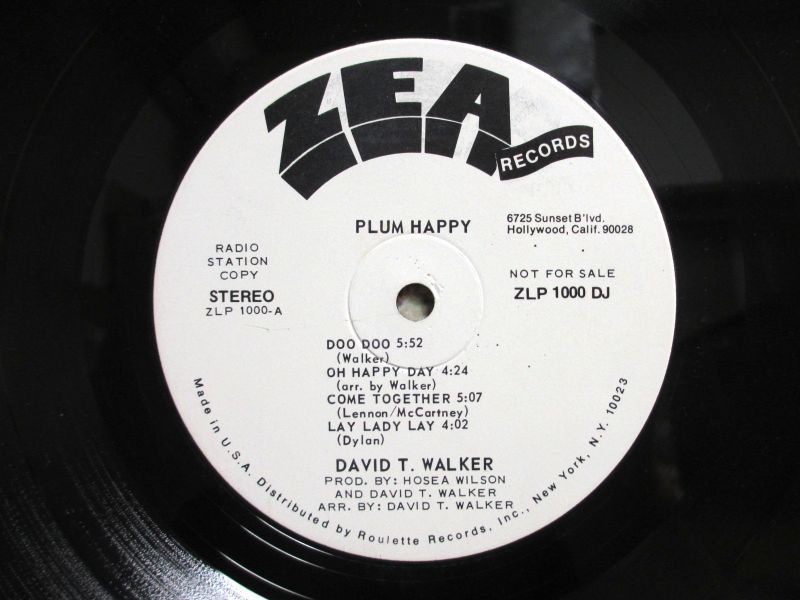 ZEA
RECORDS
PLUM HAPPY
6725 Sunset B'lvd.
Hollywood, Calif. 90028
RADIO
STATION
COPY
STEREO
ZLP 1000-A
NOT FOR SALE
ZLP 1000 DJ
DOO DOO 5:52
(Walker)
OH HAPPY DAY 4:24
(arr. by Walker)
COME TOGETHER 5:07
(Lennon/McCartney)
LAY LADY LAY 4:02
(Dylan)
DAVID T. WALKER
PROD. BY: HOSEA WILSON
AND DAVID T. WALKER
ARR. BY: DAVID T. WALKER
Made in U.S.A. Distributed by Roulette Records, Inc., New York, N.Y. 10023